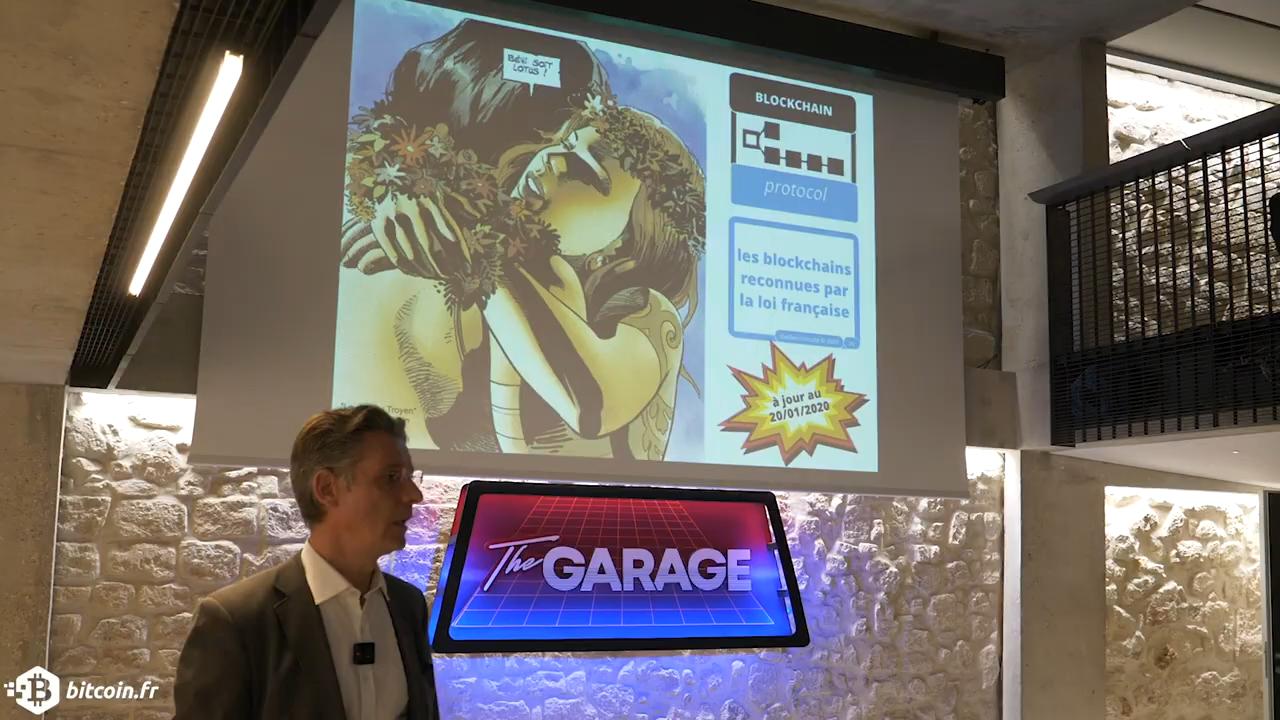 BÉNI SOIT
LOTUS !
BLOCKCHAIN
protocol
les blockchains
reconnues par
la loi française
à jour au
20/01/2020
Troyen"
The GARAGE
bitcoin.fr